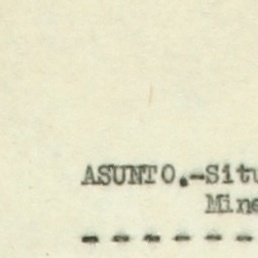 ASUNTO.-Situ
Mine
- - - - - -